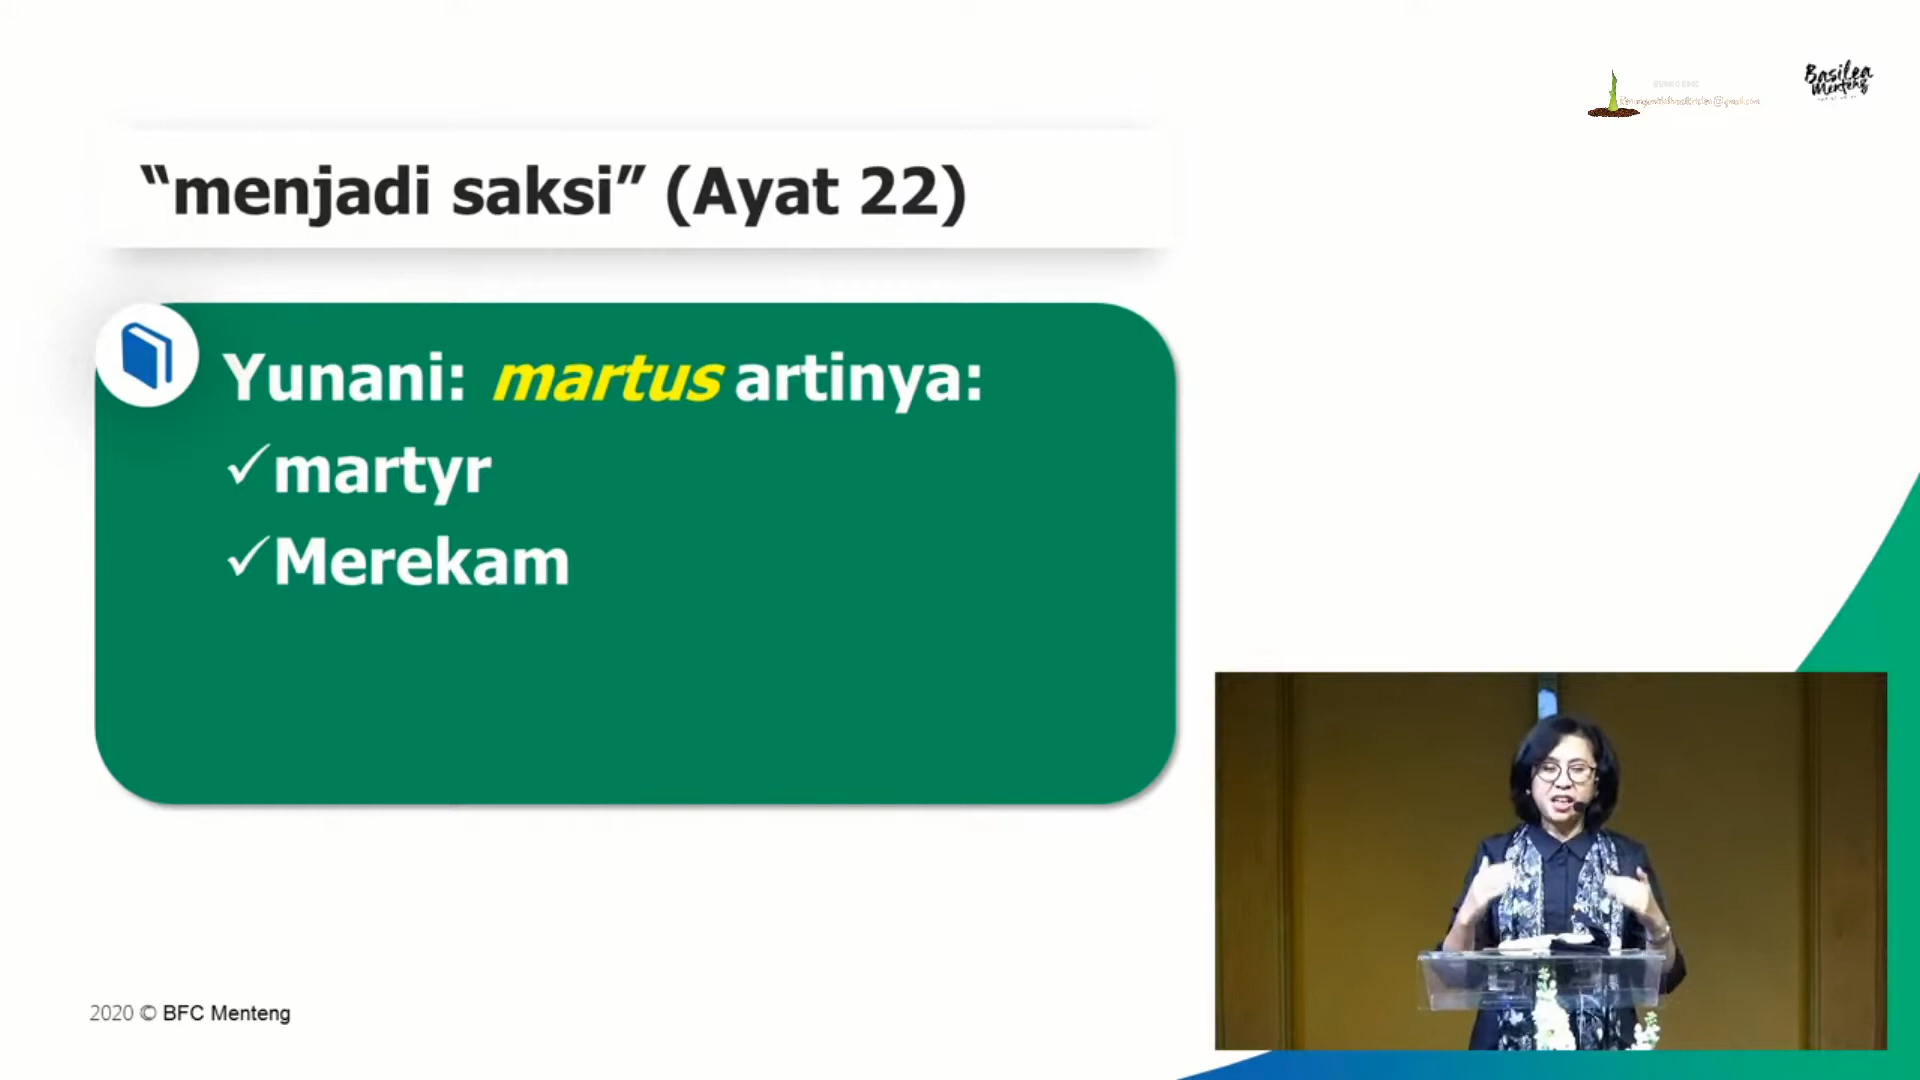 Basilea
Menteng
“menjadi saksi” (Ayat 22)
Yunani: martus artinya:
✓martyr
✓Merekam
2020 © BFC Menteng